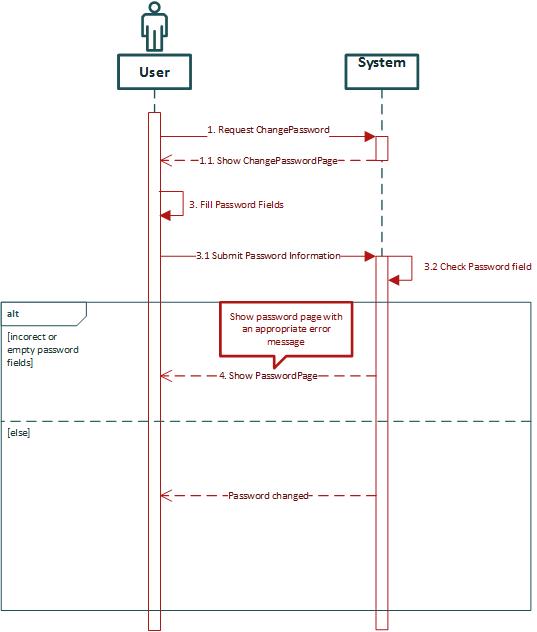 User
System
1. Request ChangePassword
1.1. Show ChangePasswordPage
3. Fill Password Fields
3.1 Submit Password Information
3.2 Check Password field
alt
Show password page with
an appropriate error
message
[incorect or
empty password
fields]
4. Show PasswordPage
[else]
Password changed